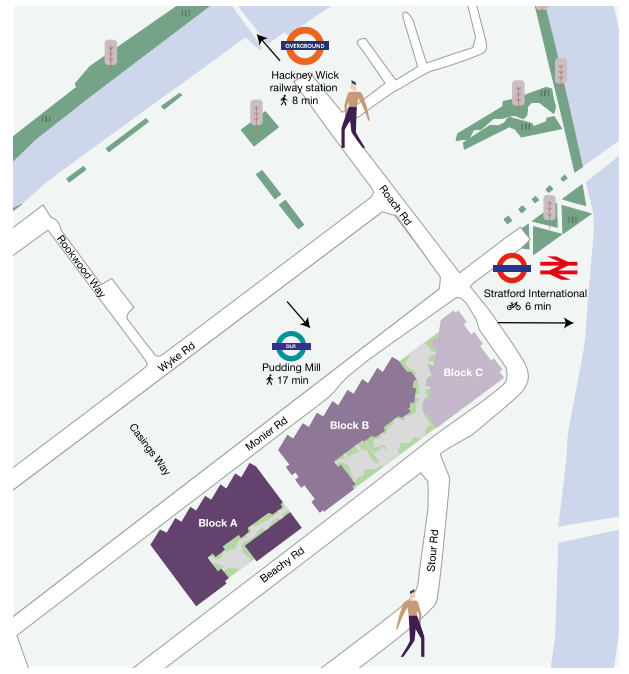 OVERGROUND
Hackney Wick
railway station
8 min
Roach Rd
Rookwood Way
Stratford International
6 min
DLR
Pudding Mill
17 min
Wyke Rd
Block C
Monier Rd
Block B
Casings Way
Block A
Beachy Rd
Stour Rd